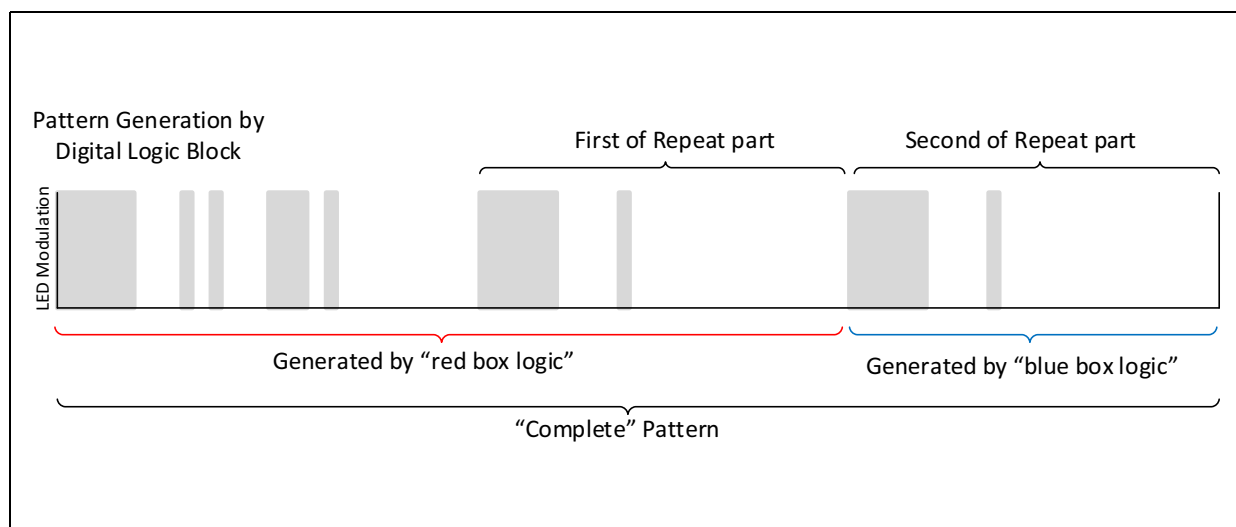 Pattern Generation by
Digital Logic Block
First of Repeat part
Second of Repeat part
LED Modulation
Generated by “red box logic”
Generated by “blue box logic”
“Complete” Pattern